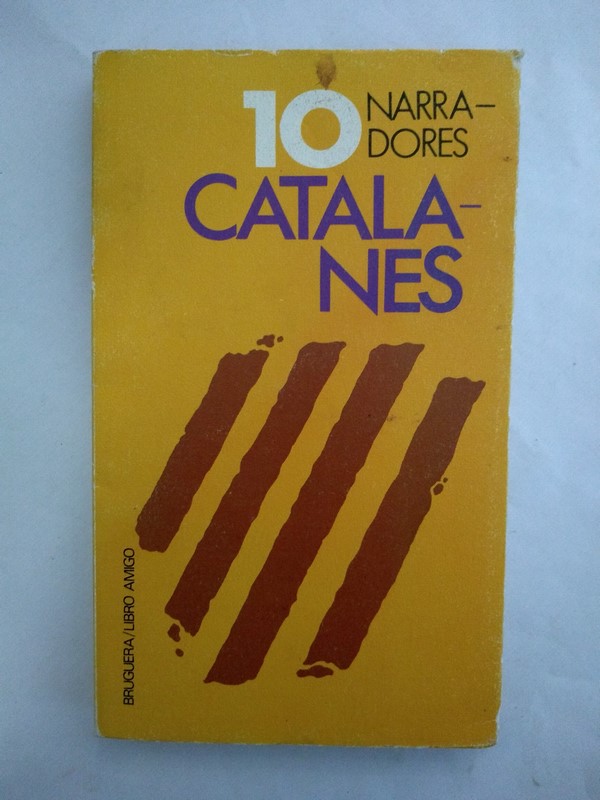 10 NARRA-
DORES
CATALA-
NES
BRUGUERA/LIBRO AMIGO